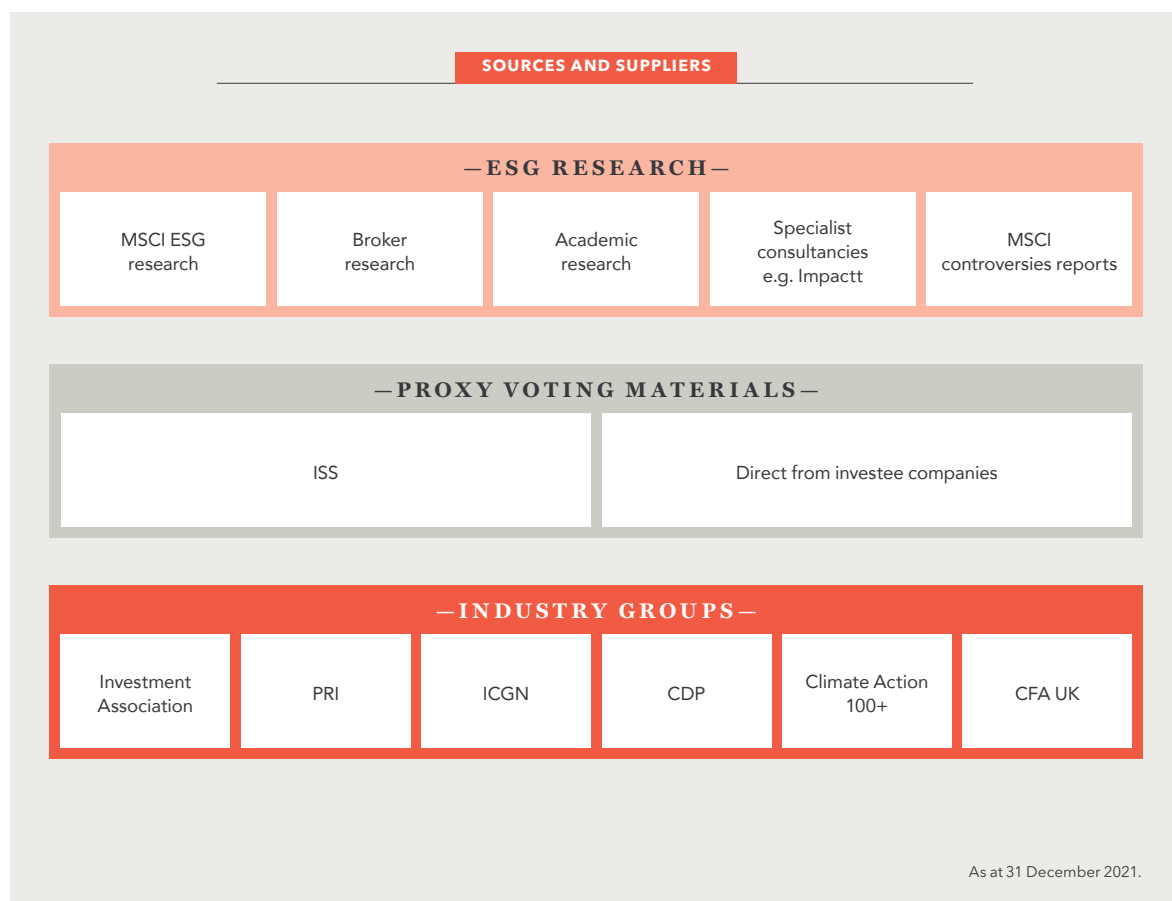 SOURCES AND SUPPLIERS
—ESG RESEARCH—
MSCI ESG
research
Broker
research
Academic
research
Specialist
consultancies
e.g. Impactt
MSCI
controversies reports
—PROXY VOTING MATERIALS—
ISS
Direct from investee companies
—INDUSTRY GROUPS—
Investment
Association
PRI
ICGN
CDP
Climate Action
100+
CFA UK
As at 31 December 2021.